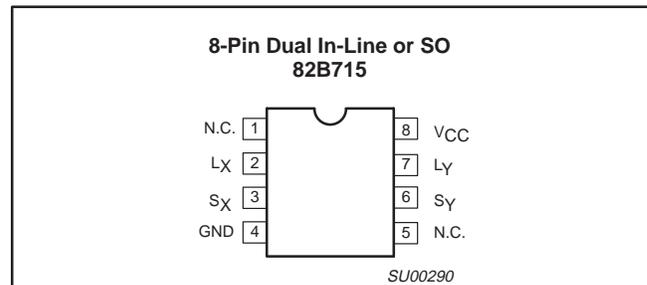 8-Pin Dual In-Line or SO
82B715
N.C. 1 8 VCC
LX 2 7 LY
SX 3 6 SY
GND 4 5 N.C.
SU00290